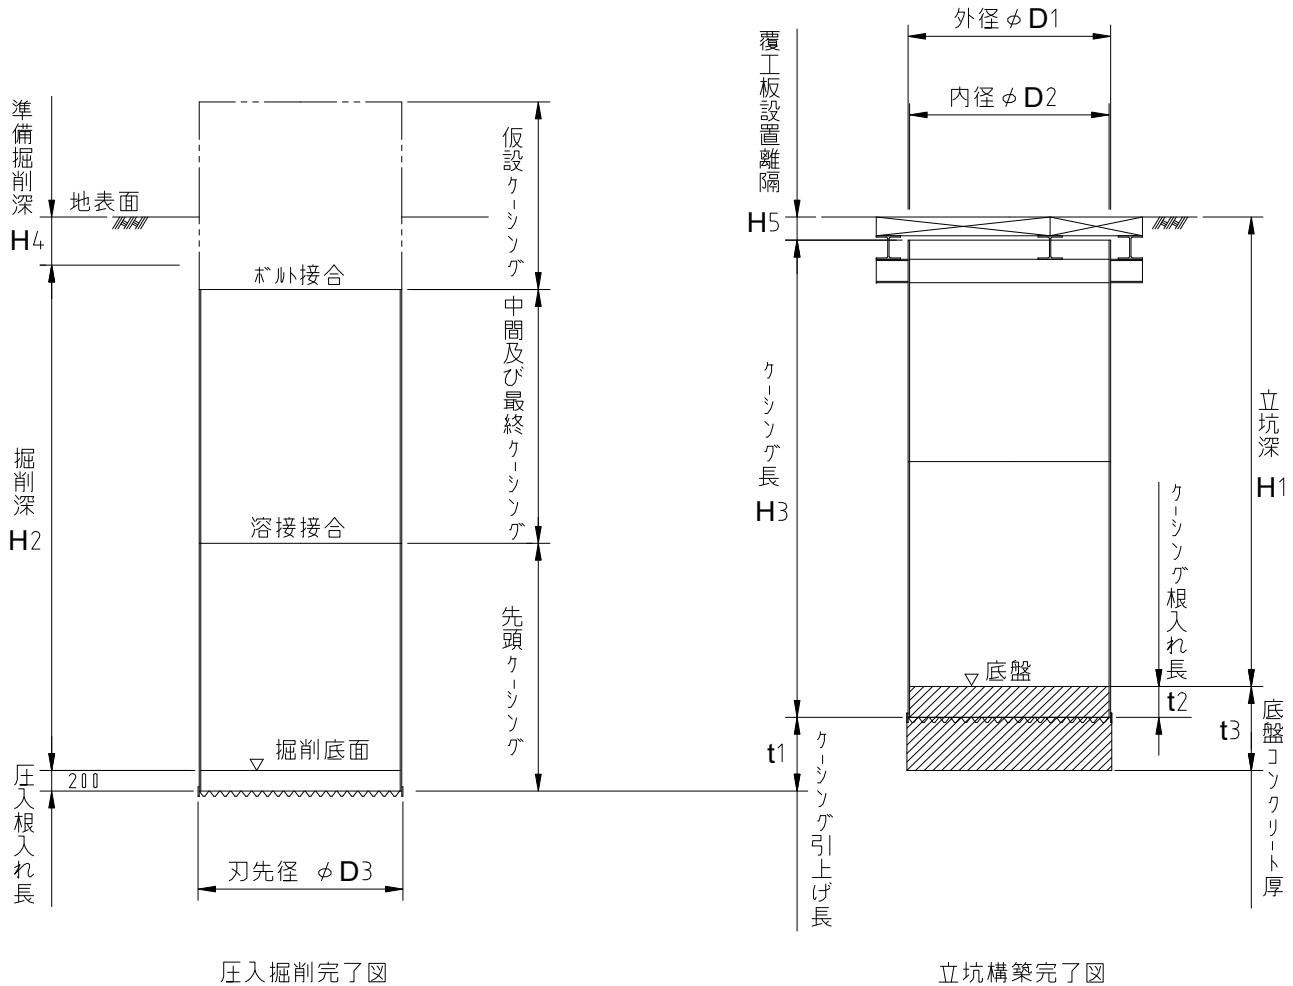 準備掘削深
H4
地表面
仮設ケーシング
ボルト接合
中間及び最終ケーシング
掘削深
H2
溶接接合
先頭ケーシング
掘削底面
200
圧入根入れ長
刃先径 φD3
圧入掘削完了図
外径φD1
内径φD2
覆工板設置離隔
H5
ケーシング長
H3
立坑深
H1
ケーシング根入れ長
t2
底盤
t1
ケーシング引上げ長
t3
底盤コンクリート厚
立坑構築完了図